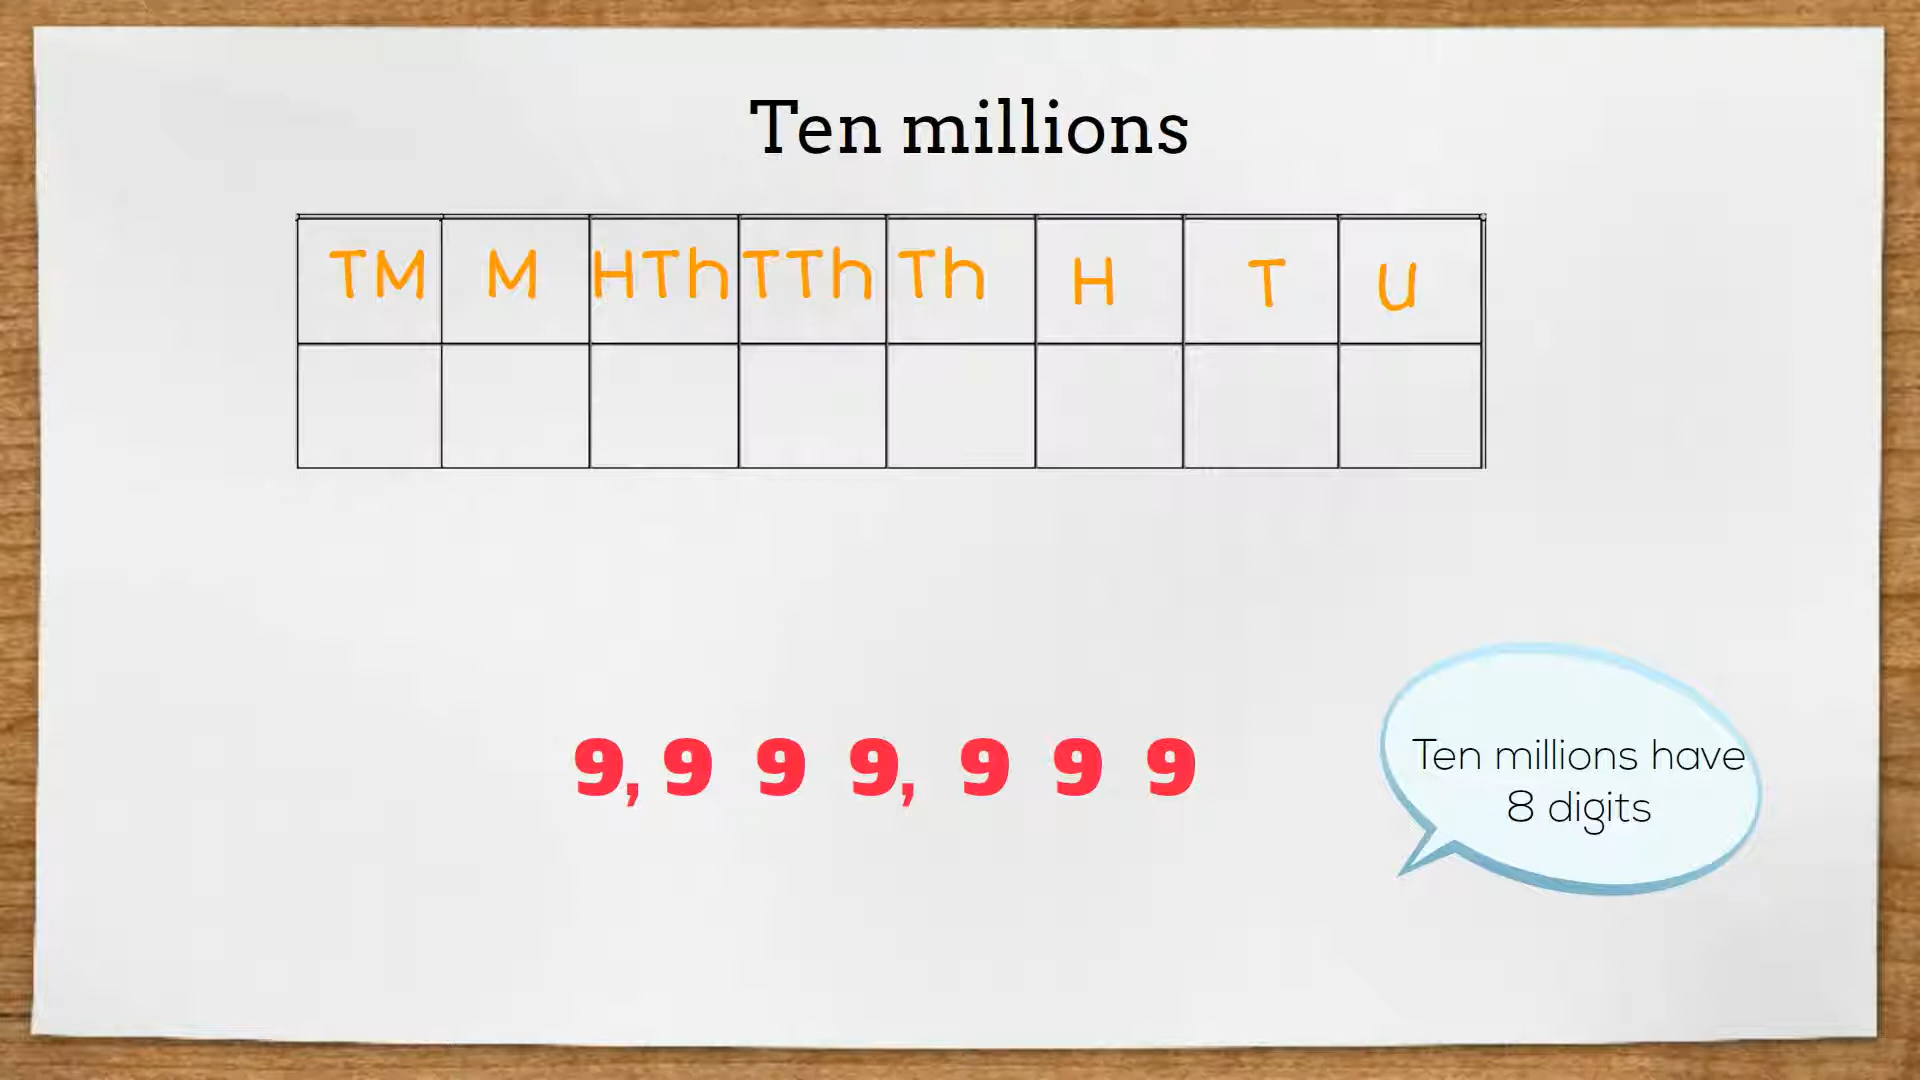 Ten millions
TM M HTh TTh Th H T U
9, 9 9 9, 9 9 9
Ten millions have
8 digits